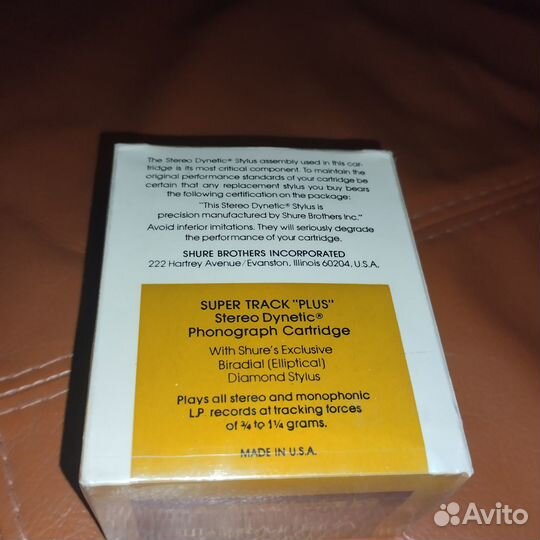 The Stereo Dynetic® Stylus assembly used in this car-
tridge is its most critical component. To maintain the
original performance standards of your cartridge be
certain that any replacement stylus you buy bears
the following certification on the package:
"This Stereo Dynetic® Stylus is
precision manufactured by Shure Brothers Inc."
Avoid inferior imitations. They will seriously degrade
the performance of your cartridge.
SHURE BROTHERS INCORPORATED
222 Hartrey Avenue/Evanston, Illinois 60204, U.S.A.
SUPER TRACK "PLUS"
Stereo Dynetic®
Phonograph Cartridge
With Shure's Exclusive
Biradial (Elliptical)
Diamond Stylus
Plays all stereo and monophonic
L.P. records at tracking forces
of ¾ to 1¼ grams.
MADE IN U.S.A.
Avito